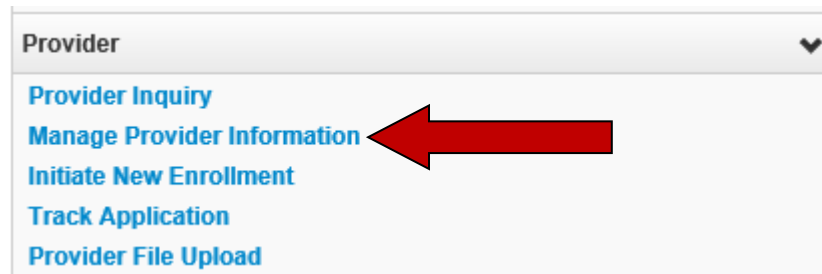 Provider
Provider Inquiry
Manage Provider Information
Initiate New Enrollment
Track Application
Provider File Upload